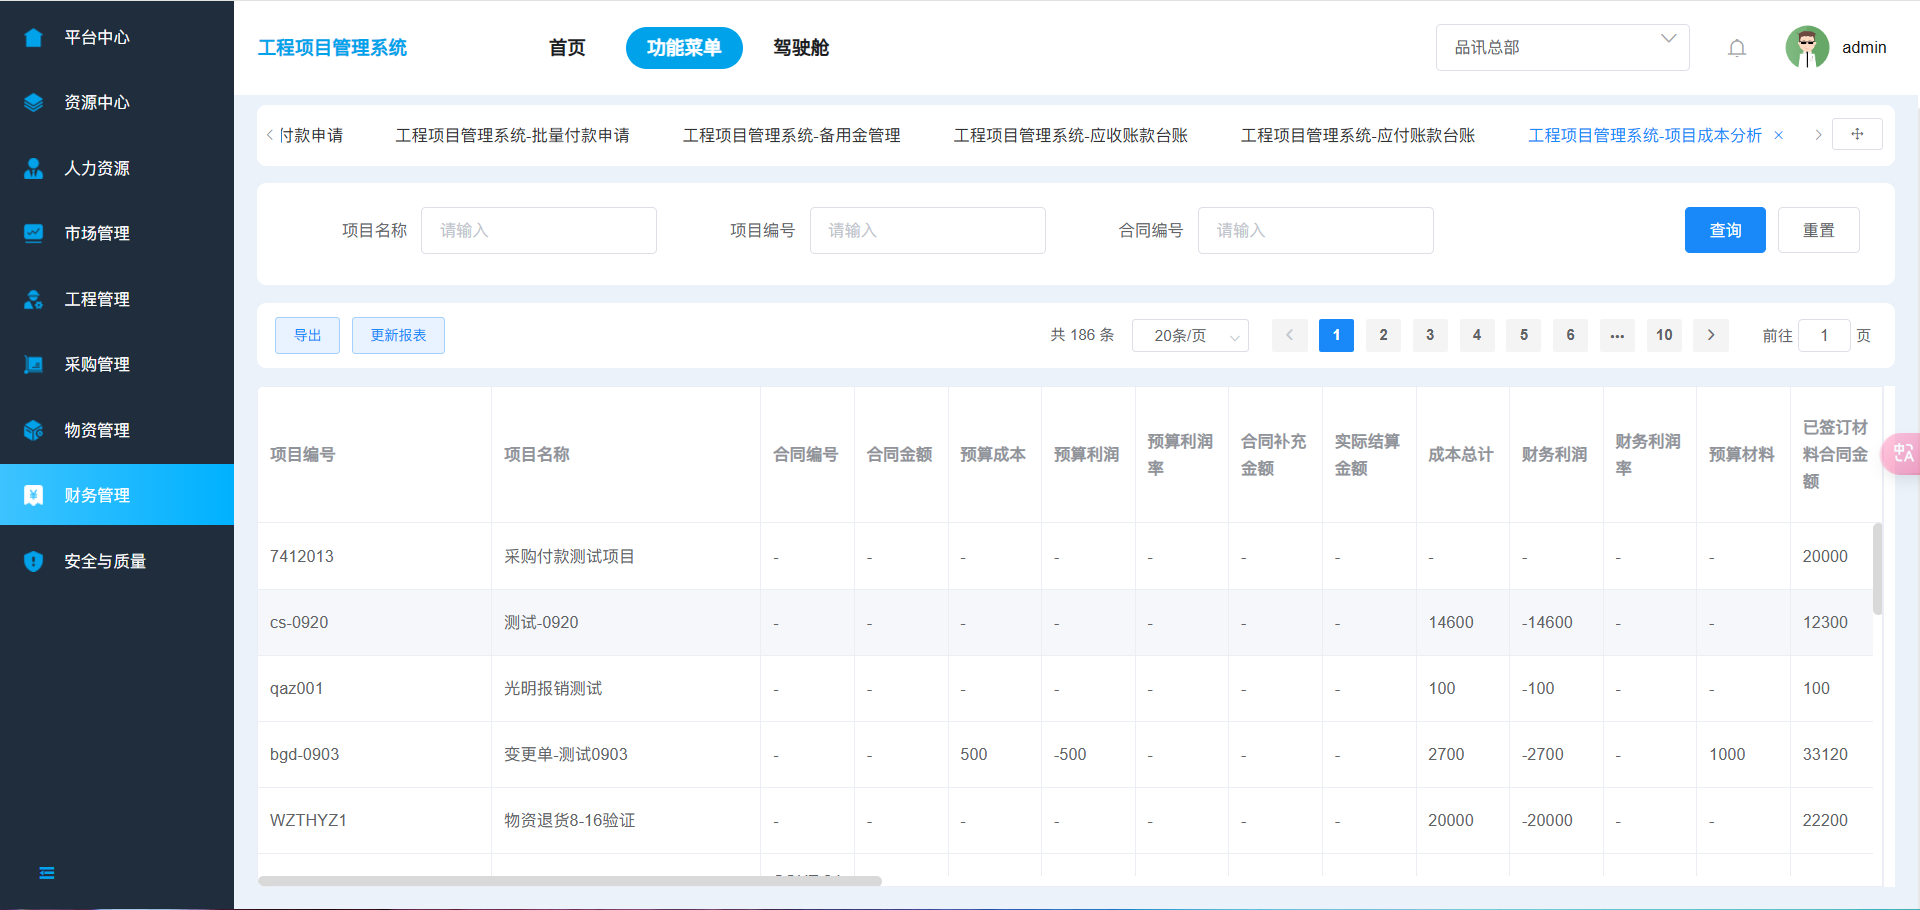 平台中心
资源中心
人力资源
市场管理
工程管理
采购管理
物资管理
财务管理
安全与质量
工程项目管理系统 首页 功能菜单 驾驶舱 品讯总部 admin
付款申请 工程项目管理系统-批量付款申请 工程项目管理系统-备用金管理 工程项目管理系统-应收账款台账 工程项目管理系统-应付账款台账 工程项目管理系统-项目成本分析 ×
项目名称 请输入 项目编号 请输入 合同编号 请输入 查询 重置
导出 更新报表 共 186 条 20条/页 1 2 3 4 5 6 ... 10 前往 1 页
项目编号 项目名称 合同编号 合同金额 预算成本 预算利润 预算利润率 合同补充金额 实际结算金额 成本总计 财务利润 财务利润率 预算材料 已签订材料合同金额
7412013 采购付款测试项目 - - - - - - - - - - - 20000
cs-0920 测试-0920 - - - - - - - 14600 -14600 - - 12300
qaz001 光明报销测试 - - - - - - - 100 -100 - - 100
bgd-0903 变更单-测试0903 - - 500 -500 - - - 2700 -2700 - 1000 33120
WZTHYZ1 物资退货8-16验证 - - - - - - - 20000 -20000 - - 22200
中A